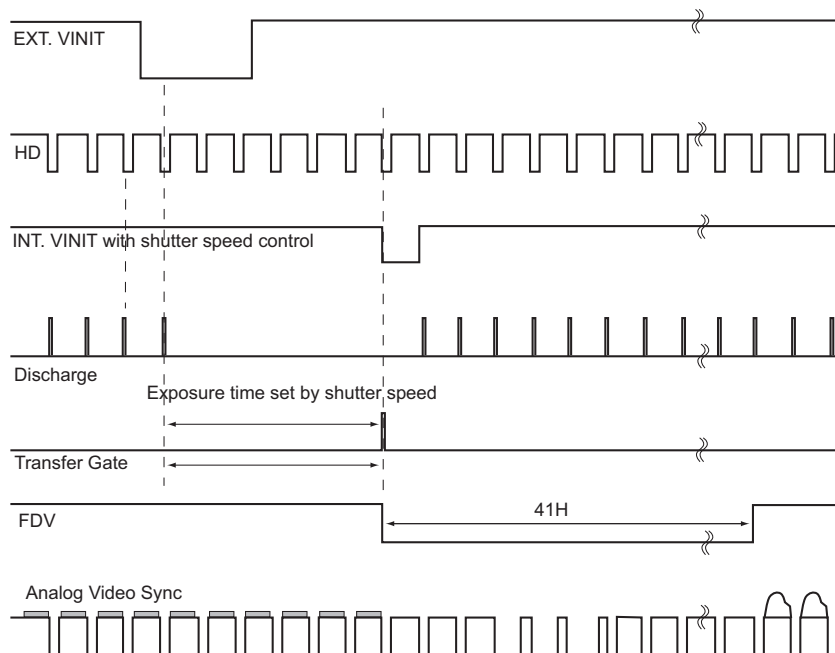 EXT. VINIT
HD
INT. VINIT with shutter speed control
Discharge
Exposure time set by shutter speed
Transfer Gate
FDV
41H
Analog Video Sync